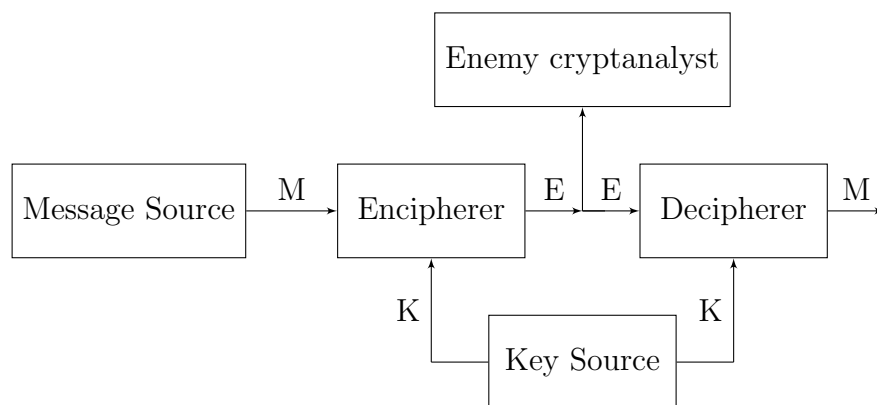 Enemy cryptanalyst
Message Source
M
Encipherer
E
E
Decipherer
M
K
K
Key Source